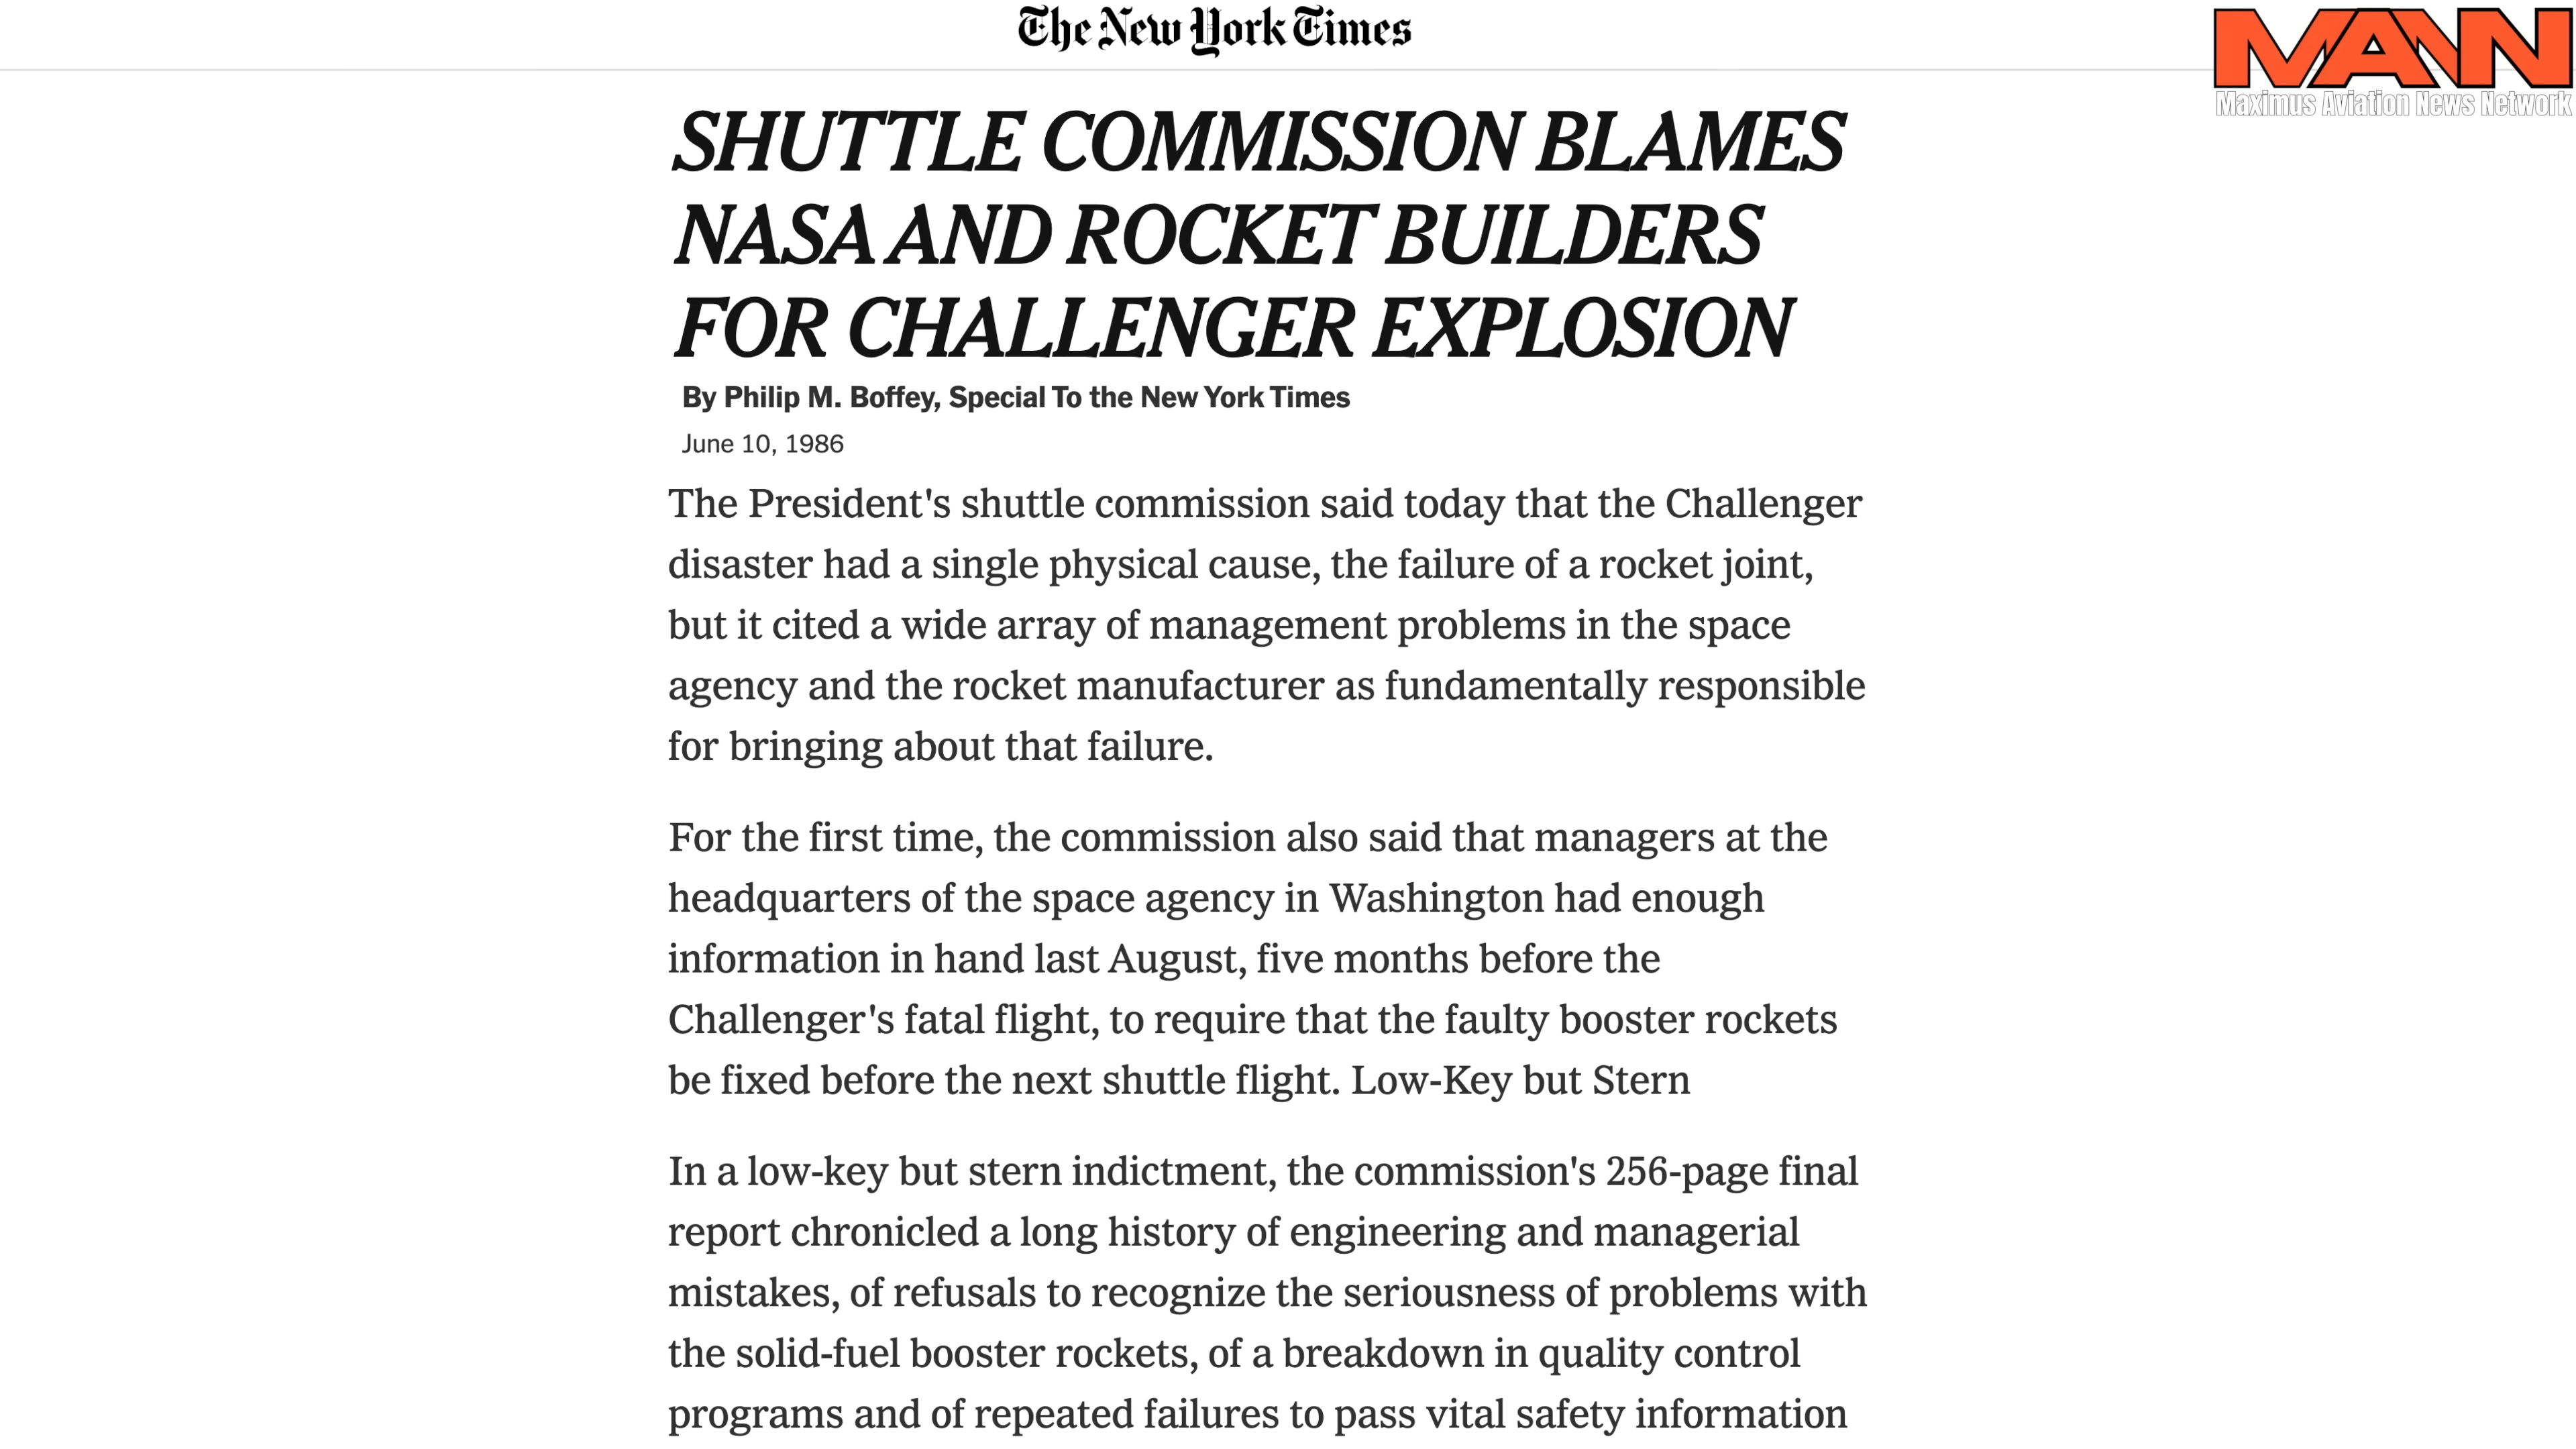 The New York Times
MANN
Maximus Aviation News Network
SHUTTLE COMMISSION BLAMES
NASA AND ROCKET BUILDERS
FOR CHALLENGER EXPLOSION
By Philip M. Boffey, Special To the New York Times
June 10, 1986
The President's shuttle commission said today that the Challenger
disaster had a single physical cause, the failure of a rocket joint,
but it cited a wide array of management problems in the space
agency and the rocket manufacturer as fundamentally responsible
for bringing about that failure.
For the first time, the commission also said that managers at the
headquarters of the space agency in Washington had enough
information in hand last August, five months before the
Challenger's fatal flight, to require that the faulty booster rockets
be fixed before the next shuttle flight. Low-Key but Stern
In a low-key but stern indictment, the commission's 256-page final
report chronicled a long history of engineering and managerial
mistakes, of refusals to recognize the seriousness of problems with
the solid-fuel booster rockets, of a breakdown in quality control
programs and of repeated failures to pass vital safety information